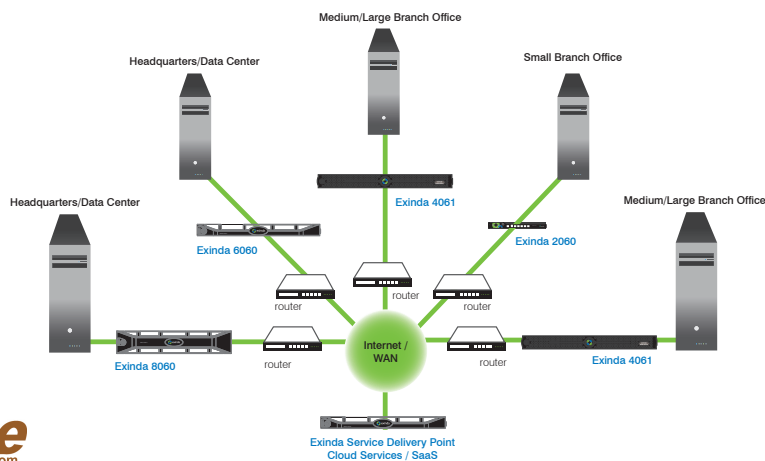 Medium/Large Branch Office
Headquarters/Data Center
Small Branch Office
Headquarters/Data Center
Medium/Large Branch Office
Exinda 4061
Exinda 6060
Exinda 2060
router
router
router
Internet /
WAN
Exinda 8060
router
router
Exinda 4061
Exinda Service Delivery Point
Cloud Services / SaaS